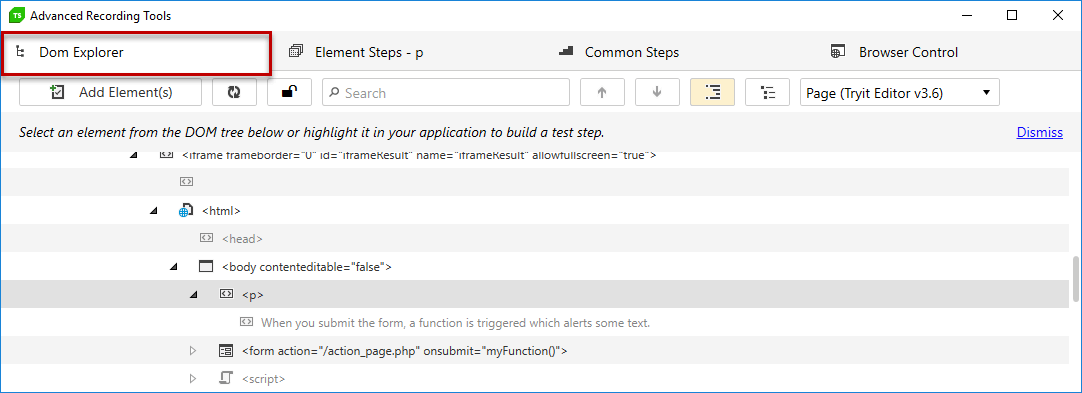 TS Advanced Recording Tools
Dom Explorer Element Steps - p Common Steps Browser Control
Add Element(s) Search Page (Tryit Editor v3.6)
Select an element from the DOM tree below or highlight it in your application to build a test step. Dismiss
<iframe frameborder="0" id="iframeResult" name="iframeResult" allowfullscreen="true">
<html>
<head>
<body contenteditable="false">
<p>
When you submit the form, a function is triggered which alerts some text.
<form action="/action_page.php" onsubmit="myFunction()">
<script>